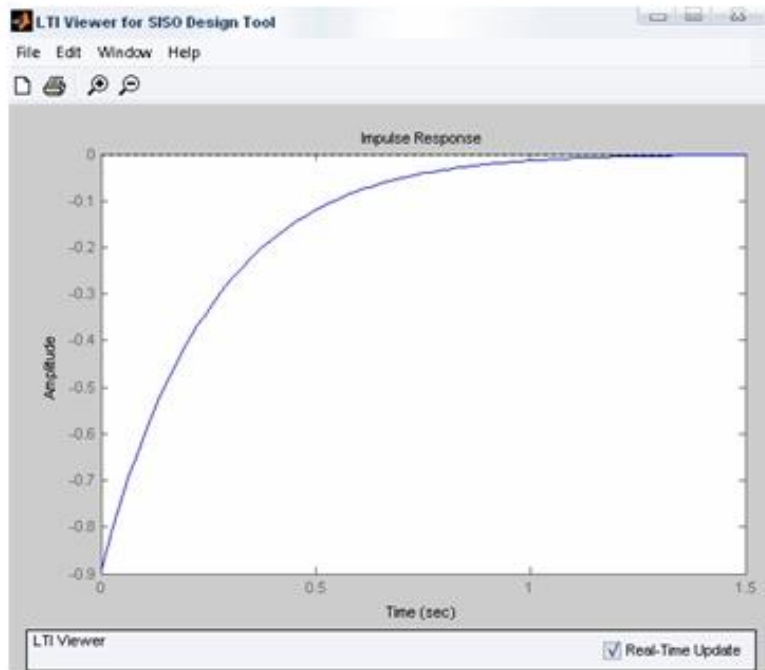 LTI Viewer for SISO Design Tool
File Edit Window Help
Impulse Response
0
-0.1
-0.2
-0.3
-0.4
-0.5
-0.6
-0.7
-0.8
-0.9
Amplitude
0 0.5 1 1.5
Time (sec)
LTI Viewer
Real-Time Update